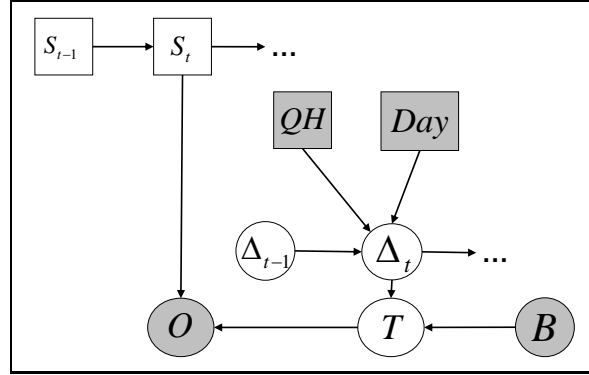 S_{t-1} S_t ...
QH Day
Δ_{t-1} Δ_t ...
O T B